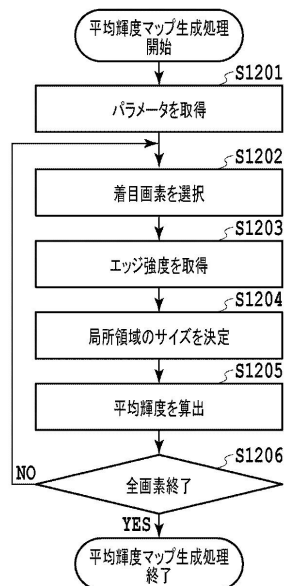 平均輝度マップ生成処理
開始
S1201
パラメータを取得
S1202
着目画素を選択
S1203
エッジ強度を取得
S1204
局所領域のサイズを決定
S1205
平均輝度を算出
S1206
NO
全画素終了
YES
平均輝度マップ生成処理
終了